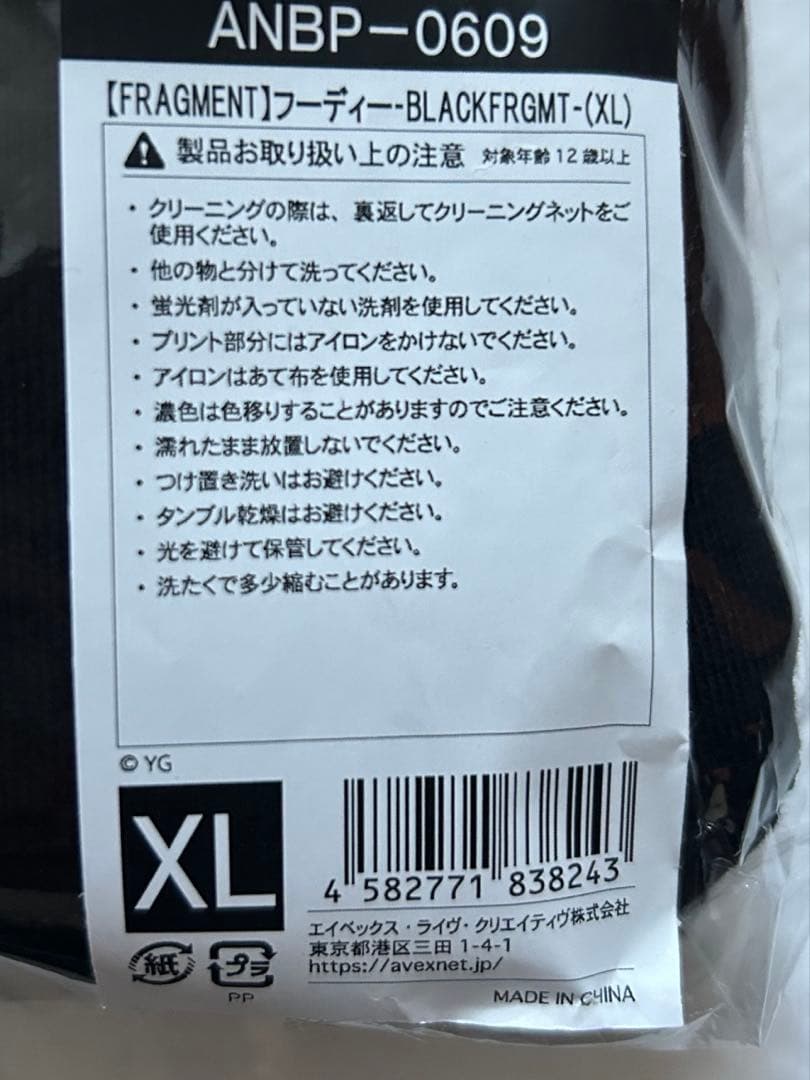 ANBP-0609
【FRAGMENT】フーディー-BLACKFRGMT-(XL)
製品お取り扱い上の注意 対象年齢12歳以上
・クリーニングの際は、裏返してクリーニングネットをご
使用ください。
・他の物と分けて洗ってください。
・蛍光剤が入っていない洗剤を使用してください。
・プリント部分にはアイロンをかけないでください。
・アイロンはあて布を使用してください。
・濃色は色移りすることがありますのでご注意ください。
・濡れたまま放置しないでください。
・つけ置き洗いはお避けください。
・タンブル乾燥はお避けください。
・光を避けて保管してください。
・洗たくで多少縮むことがあります。
© YG
XL
4 582771 838243
エイベックス・ライヴ・クリエイティヴ株式会社
東京都港区三田1-4-1
https://avexnet.jp/
紙 プラ
PP
MADE IN CHINA